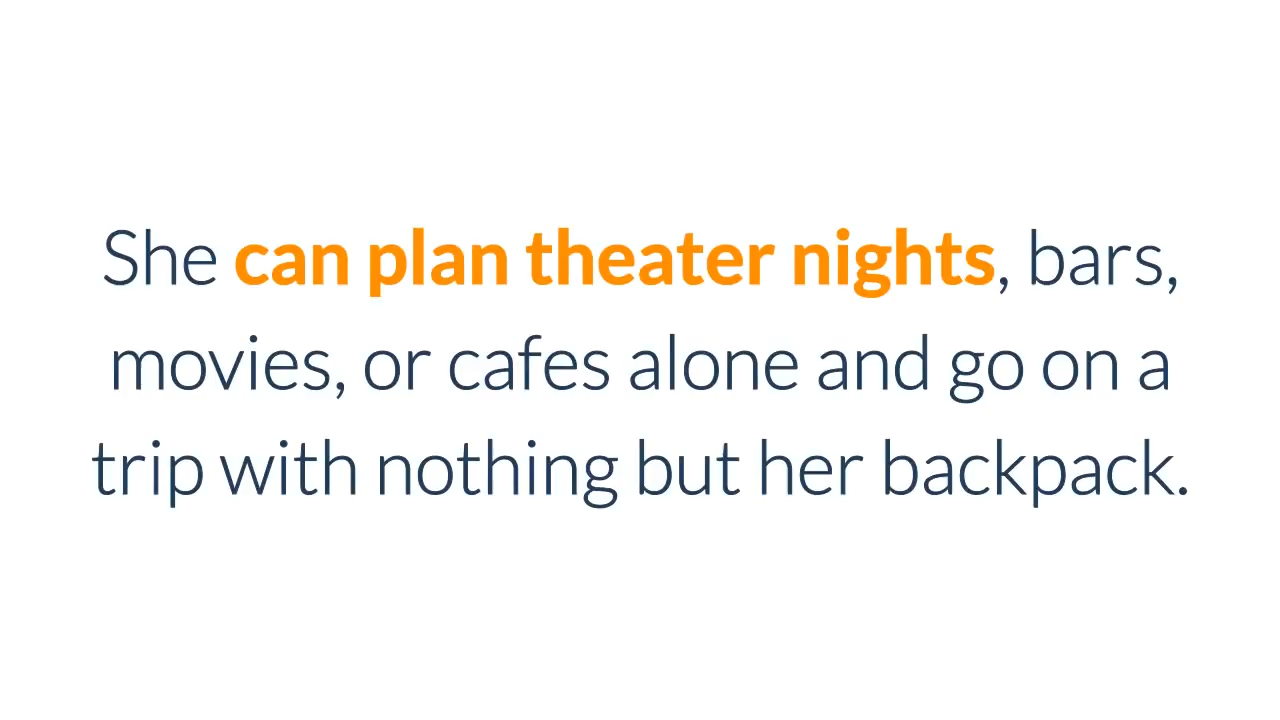 She can plan theater nights, bars,
movies, or cafes alone and go on a
trip with nothing but her backpack.